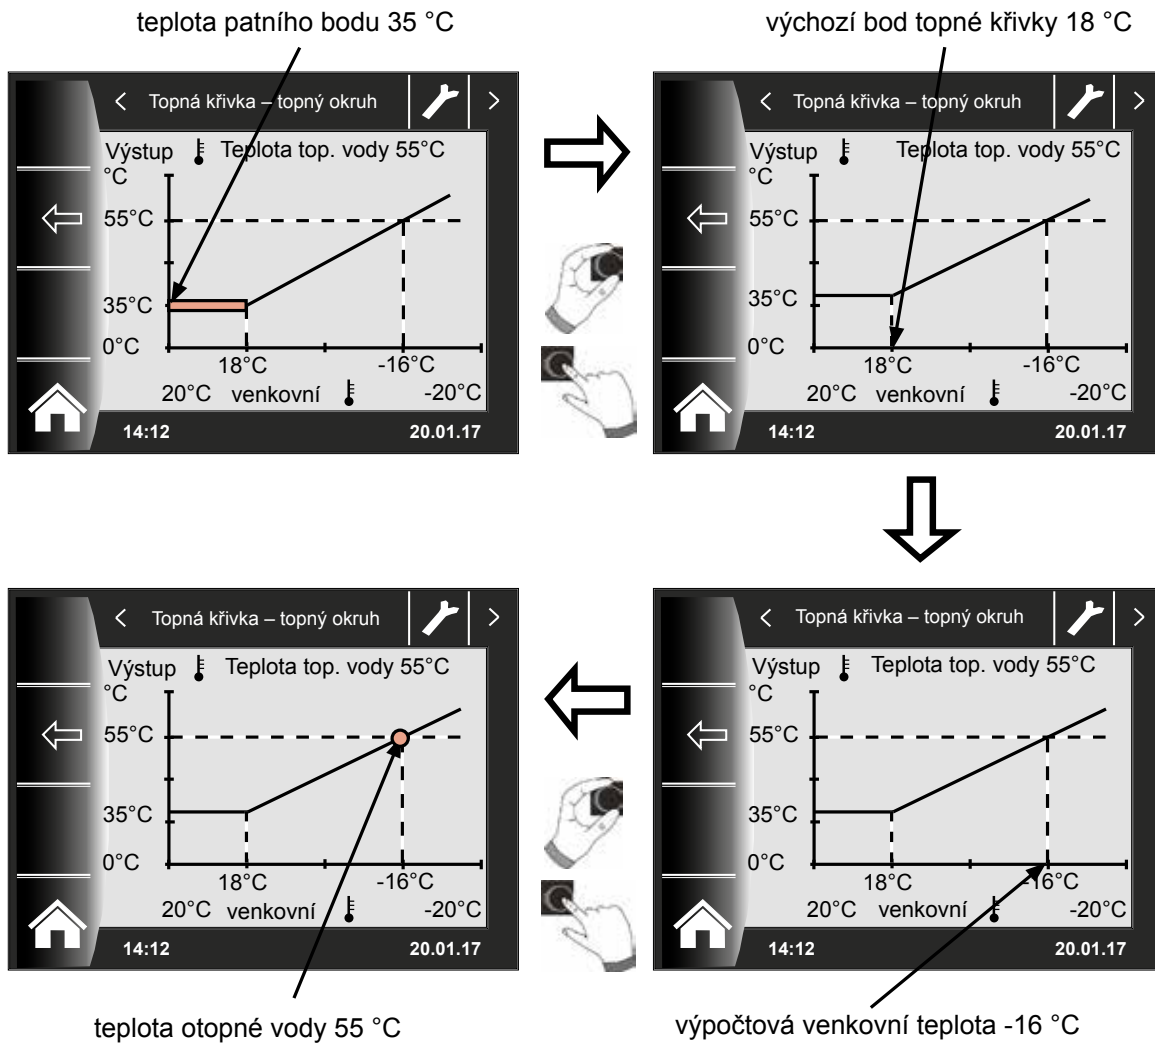 teplota patního bodu 35 °C
výchozí bod topné křivky 18 °C
< Topná křivka – topný okruh >
Výstup Teplota top. vody 55°C
°C
55°C
35°C
0°C
18°C -16°C
20°C venkovní -20°C
14:12 20.01.17
< Topná křivka – topný okruh >
Výstup Teplota top. vody 55°C
°C
55°C
35°C
0°C
18°C -16°C
20°C venkovní -20°C
14:12 20.01.17
< Topná křivka – topný okruh >
Výstup Teplota top. vody 55°C
°C
55°C
35°C
0°C
18°C -16°C
20°C venkovní -20°C
14:12 20.01.17
< Topná křivka – topný okruh >
Výstup Teplota top. vody 55°C
°C
55°C
35°C
0°C
18°C -16°C
20°C venkovní -20°C
14:12 20.01.17
teplota otopné vody 55 °C
výpočtová venkovní teplota -16 °C